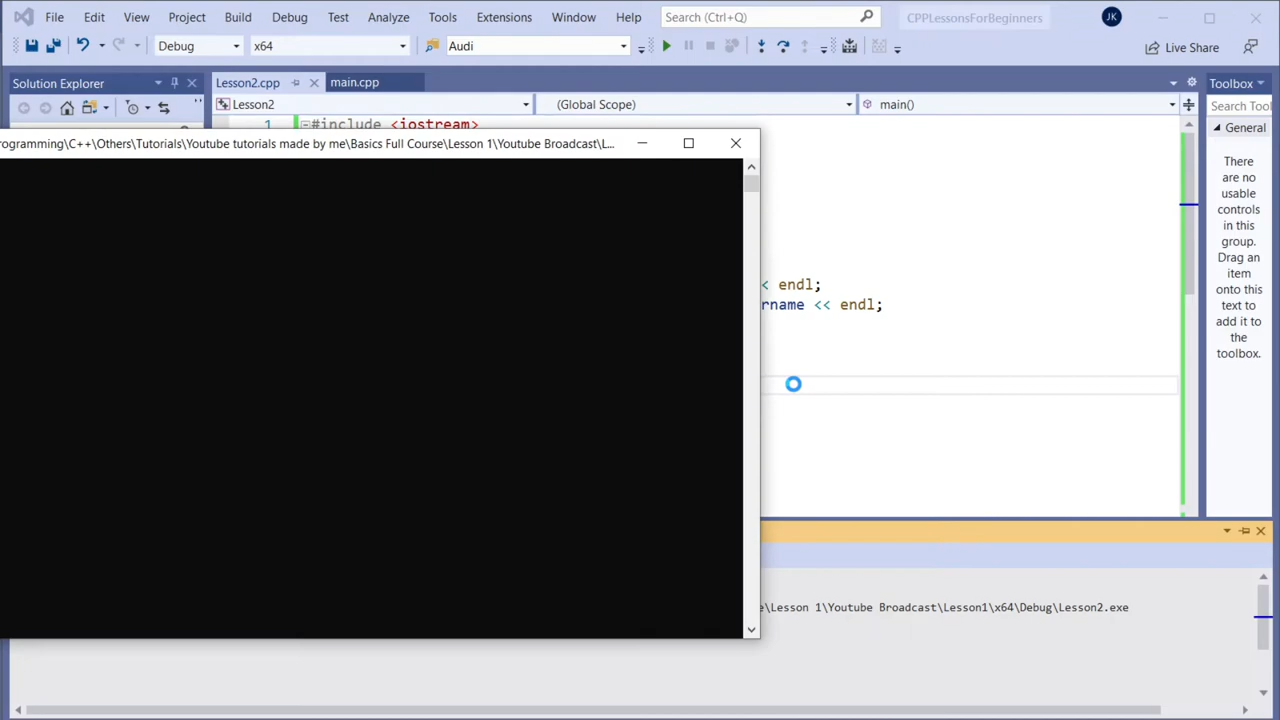 File Edit View Project Build Debug Test Analyze Tools Extensions Window Help Search (Ctrl+Q) CPPLessonsForBeginners JK
Debug x64 Audi Live Share
Solution Explorer Lesson2.cpp main.cpp Toolbox
Lesson2 (Global Scope) main() Search Tool
1 #include <iostream> General
rogramming\C++\Others\Tutorials\Youtube tutorials made by me\Basics Full Course\Lesson 1\Youtube Broadcast\L...
There
are no
usable
controls
in this
group.
Drag an
item
onto this
text to
add it to
the
toolbox.
< endl;
rname << endl;
e\Lesson 1\Youtube Broadcast\Lesson1\x64\Debug\Lesson2.exe